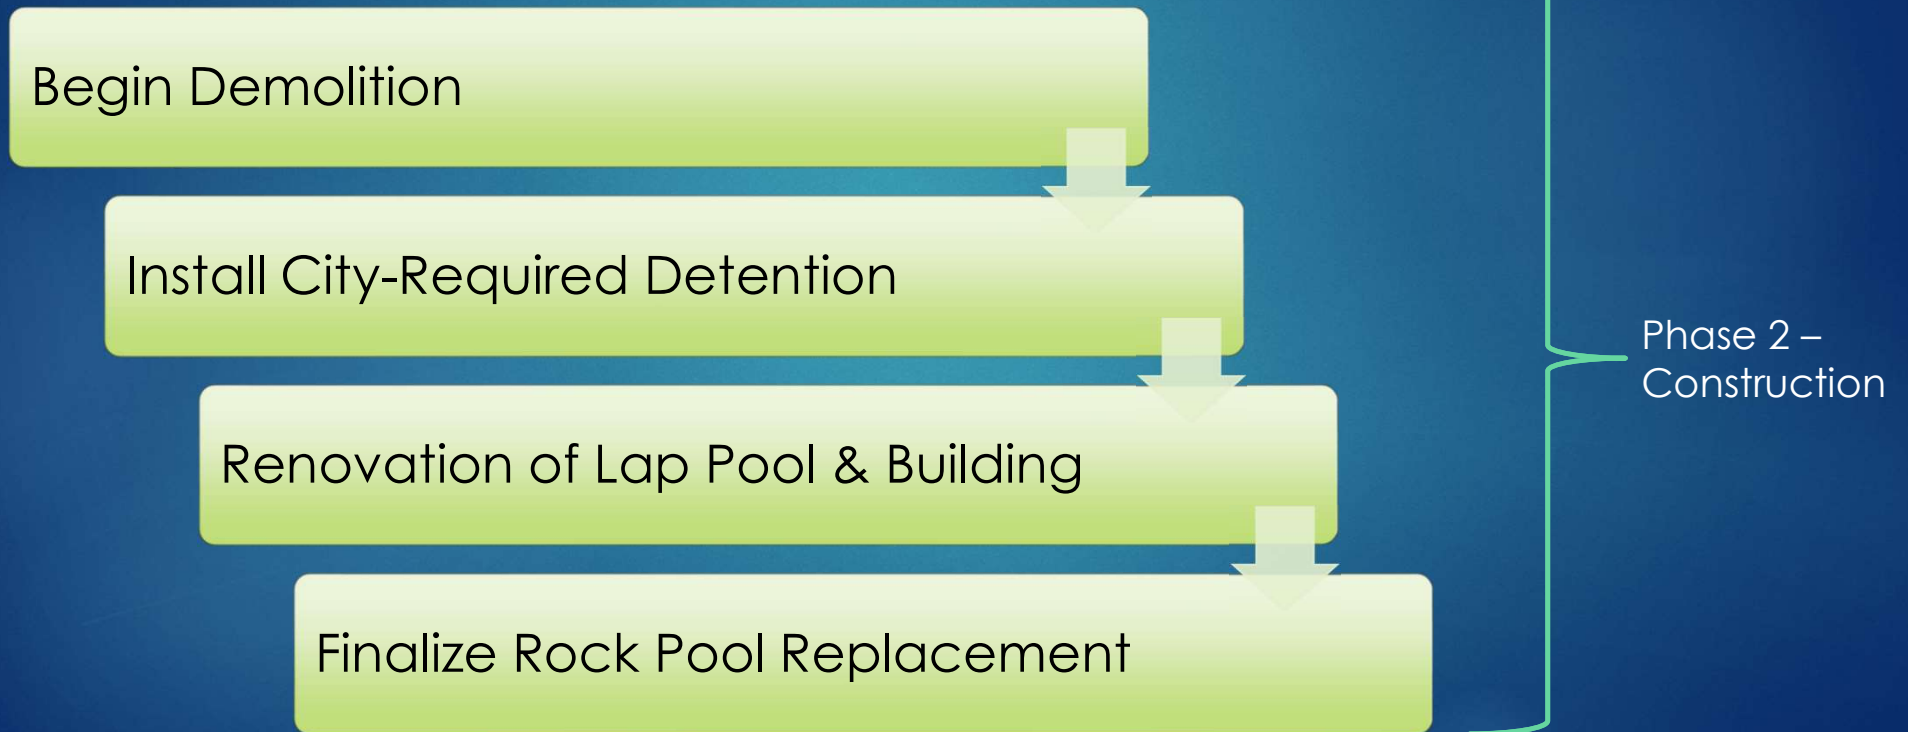 Begin Demolition
Install City-Required Detention
Renovation of Lap Pool & Building
Finalize Rock Pool Replacement
Phase 2 –
Construction